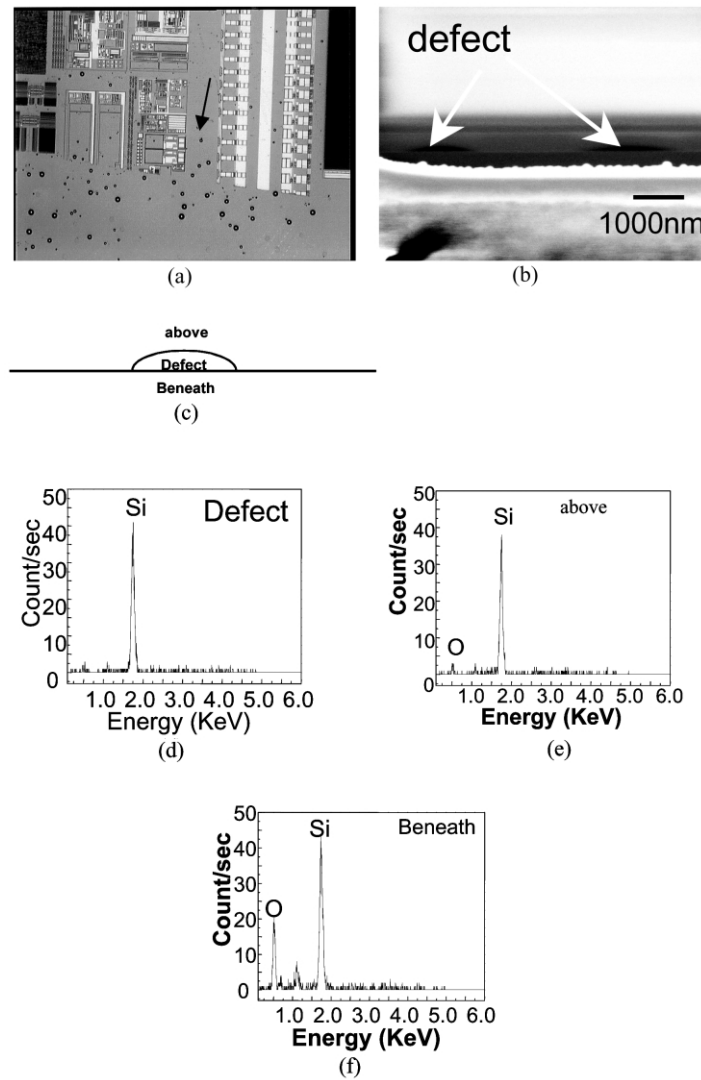 defect
1000nm
(a)
(b)
above
Defect
Beneath
(c)
50
40
30
20
10
0
Count/sec
Si
Defect
1.0 2.0 3.0 4.0 5.0 6.0
Energy (KeV)
(d)
50
40
30
20
10
0
Count/sec
Si
above
O
1.0 2.0 3.0 4.0 5.0 6.0
Energy (KeV)
(e)
50
40
30
20
10
0
Count/sec
Si
Beneath
O
1.0 2.0 3.0 4.0 5.0 6.0
Energy (KeV)
(f)